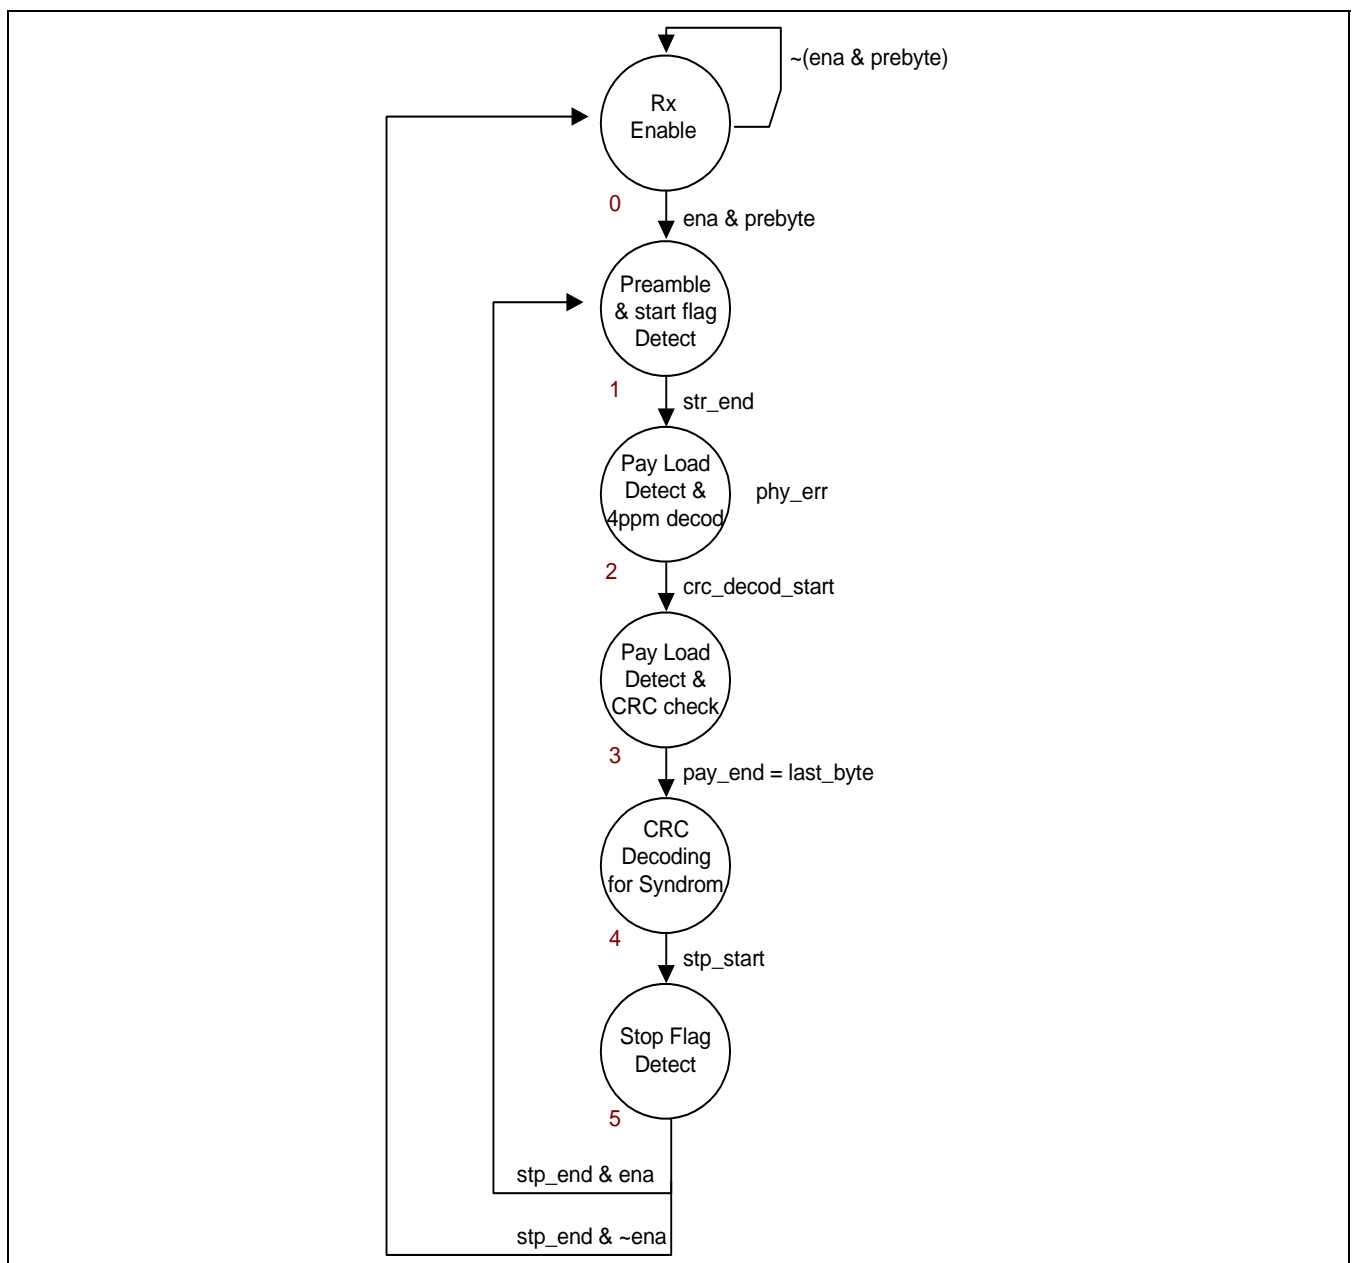 ~(ena & prebyte)
Rx
Enable
0
ena & prebyte
Preamble
& start flag
Detect
1
str_end
Pay Load
Detect &
4ppm decod
phy_err
2
crc_decod_start
Pay Load
Detect &
CRC check
3
pay_end = last_byte
CRC
Decoding
for Syndrom
4
stp_start
Stop Flag
Detect
5
stp_end & ena
stp_end & ~ena